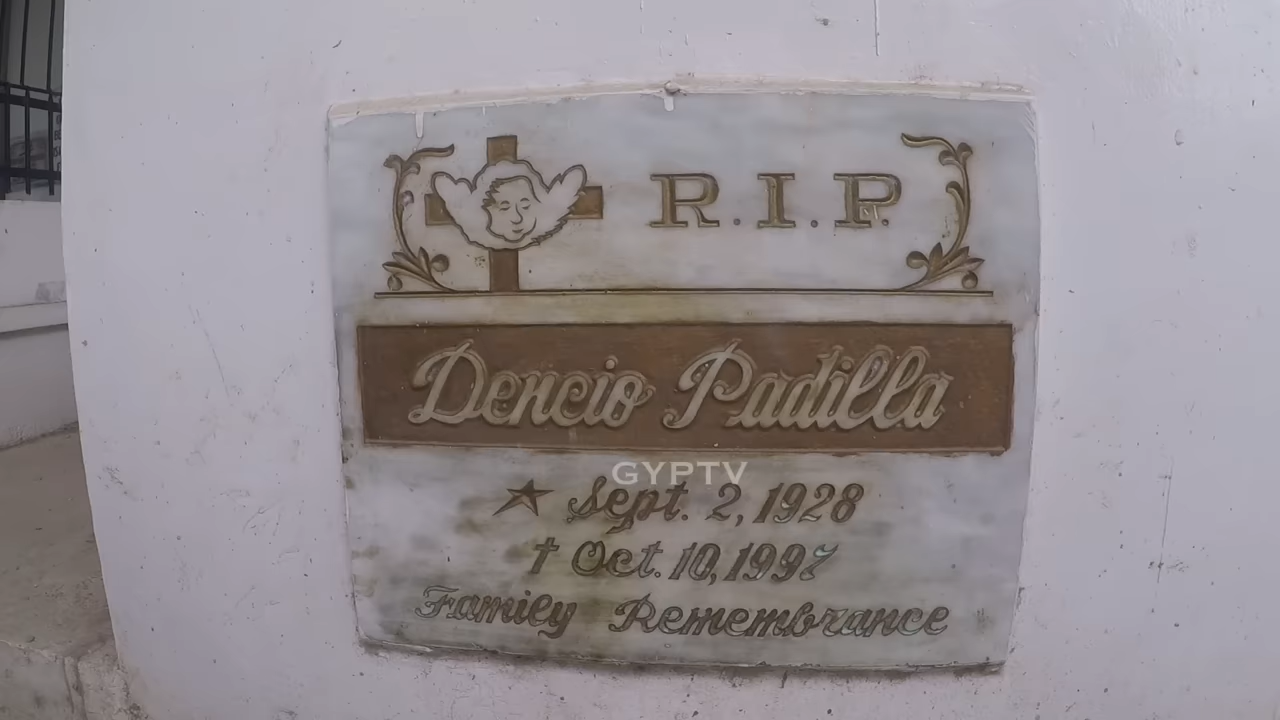 R.I.P.
Dencio Padilla
GYPTV
★ Sept. 2, 1928
† Oct. 10, 1997
Family Remembrance